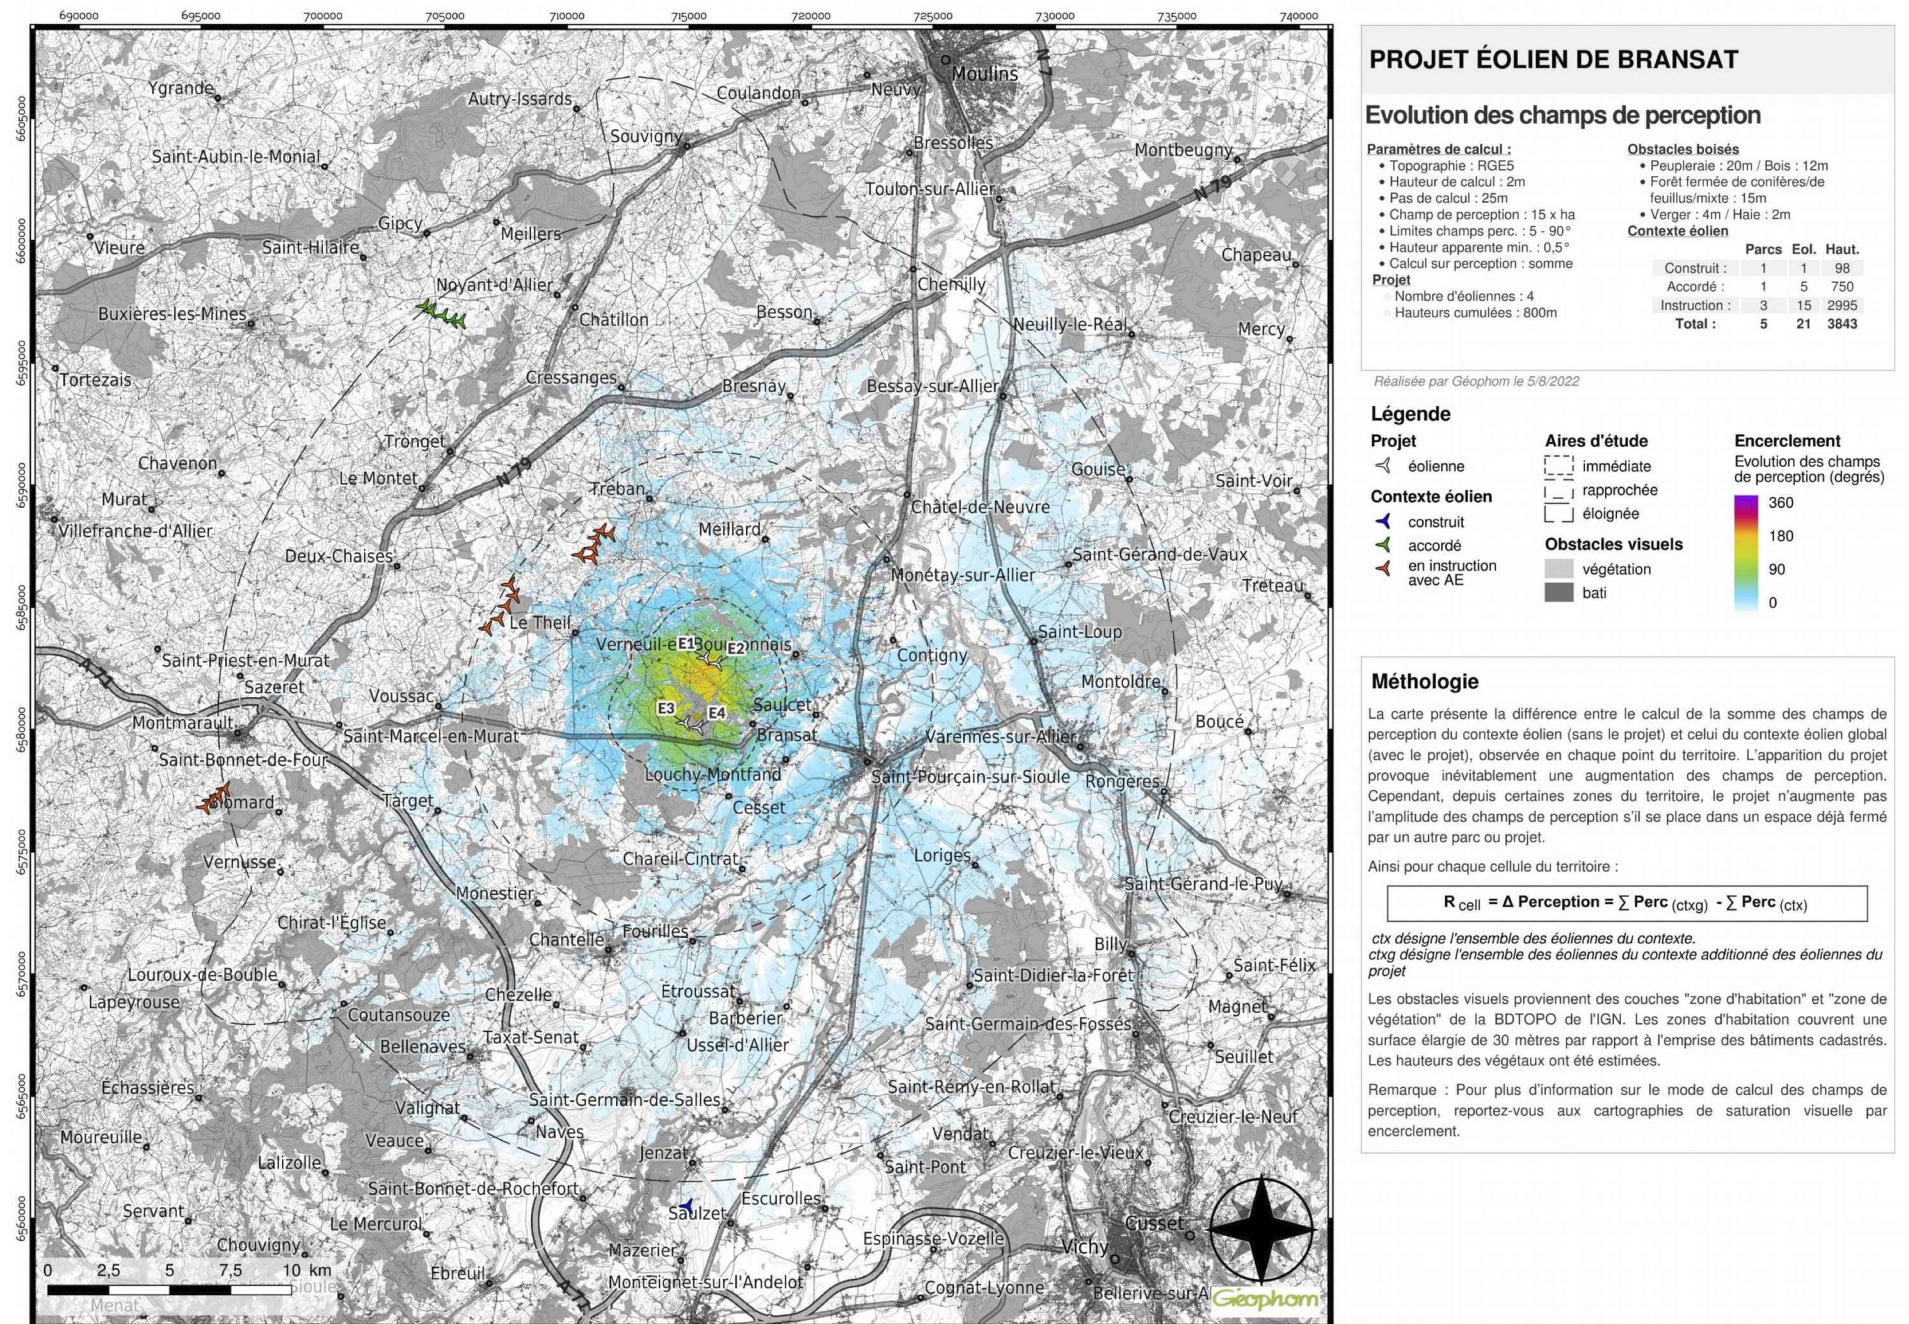 690000 695000 700000 705000 710000 715000 720000 725000 730000 735000 740000
6605000
6600000
6595000
6590000
6585000
6580000
6575000
6570000
6565000
6560000
Moulins
N 7
Ygrande
Autry-Issards
Coulandon
Neuvy
Souvigny
Bressolles
Saint-Aubin-le-Monial
Montbeugny
Toulon-sur-Allier
N 79
Gipcy
Meillers
Vieure
Saint-Hilaire
Chapeau
Noyant-d'Allier
Chemilly
Buxières-les-Mines
Châtillon
Besson
Neuilly-le-Réal
Mercy
Tortezais
Cressanges
Bresnay
Bessay-sur-Allier
Tronget
Chavenon
Le Montet
N 79
Gouise
Saint-Voir
Murat
Treban
Châtel-de-Neuvre
Villefranche-d'Allier
Meillard
Deux-Chaises
Saint-Gérand-de-Vaux
Monétay-sur-Allier
Treteau
Le Theil
Saint-Loup
Verneuil-en-Bourbonnais
E1
E2
Contigny
A 71
Saint-Priest-en-Murat
Sazeret
Voussac
Montoldre
E3
E4
Saulcet
Montmarault
Saint-Marcel-en-Murat
Bransat
Varennes-sur-Allier
Boucé
Saint-Bonnet-de-Four
Louchy-Montfand
Saint-Pourçain-sur-Sioule
Rongères
Blomard
Target
Cesset
Vernusse
Chareil-Cintrat
Loriges
Monestier
Saint-Gérand-le-Puy
Chirat-l'Église
Chantelle
Fourilles
Billy
Louroux-de-Bouble
Saint-Didier-la-Forêt
Saint-Félix
Lapeyrouse
Chezelle
Étroussat
Magnet
Coutansouze
Barberier
Saint-Germain-des-Fossés
Bellenaves
Taxat-Senat
Ussel-d'Allier
Seuillet
Échassières
Saint-Germain-de-Salles
Saint-Rémy-en-Rollat
Valignat
Creuzier-le-Neuf
Moureuille
Veauce
Naves
Vendat
Lalizolle
Jenzat
Creuzier-le-Vieux
Saint-Pont
Saint-Bonnet-de-Rochefort
Escurolles
Servant
Le Mercurol
Saulzet
Cusset
Chouvigny
Mazerier
Espinasse-Vozelle
Vichy
0 2,5 5 7,5 10 km
Ébreuil
A 71
Monteignet-sur-l'Andelot
Cognat-Lyonne
Bellerive-sur-A
Menat
Géophom
PROJET ÉOLIEN DE BRANSAT
Evolution des champs de perception
Paramètres de calcul :
• Topographie : RGE5
• Hauteur de calcul : 2m
• Pas de calcul : 25m
• Champ de perception : 15 x ha
• Limites champs perc. : 5 - 90°
• Hauteur apparente min. : 0,5°
• Calcul sur perception : somme
Projet
Nombre d'éoliennes : 4
Hauteurs cumulées : 800m
Obstacles boisés
• Peupleraie : 20m / Bois : 12m
• Forêt fermée de conifères/de
feuillus/mixte : 15m
• Verger : 4m / Haie : 2m
Contexte éolien
Parcs Eol. Haut.
Construit : 1 1 98
Accordé : 1 5 750
Instruction : 3 15 2995
Total : 5 21 3843
Réalisée par Géophom le 5/8/2022
Légende
Projet
éolienne
Contexte éolien
construit
accordé
en instruction
avec AE
Aires d'étude
immédiate
rapprochée
éloignée
Obstacles visuels
végétation
bati
Encerclement
Evolution des champs
de perception (degrés)
360
180
90
0
Méthologie
La carte présente la différence entre le calcul de la somme des champs de
perception du contexte éolien (sans le projet) et celui du contexte éolien global
(avec le projet), observée en chaque point du territoire. L'apparition du projet
provoque inévitablement une augmentation des champs de perception.
Cependant, depuis certaines zones du territoire, le projet n'augmente pas
l'amplitude des champs de perception s'il se place dans un espace déjà fermé
par un autre parc ou projet.
Ainsi pour chaque cellule du territoire :
R cell = Δ Perception = ∑ Perc (ctxg) - ∑ Perc (ctx)
ctx désigne l'ensemble des éoliennes du contexte.
ctxg désigne l'ensemble des éoliennes du contexte additionné des éoliennes du
projet
Les obstacles visuels proviennent des couches "zone d'habitation" et "zone de
végétation" de la BDTOPO de l'IGN. Les zones d'habitation couvrent une
surface élargie de 30 mètres par rapport à l'emprise des bâtiments cadastrés.
Les hauteurs des végétaux ont été estimées.
Remarque : Pour plus d'information sur le mode de calcul des champs de
perception, reportez-vous aux cartographies de saturation visuelle par
encerclement.